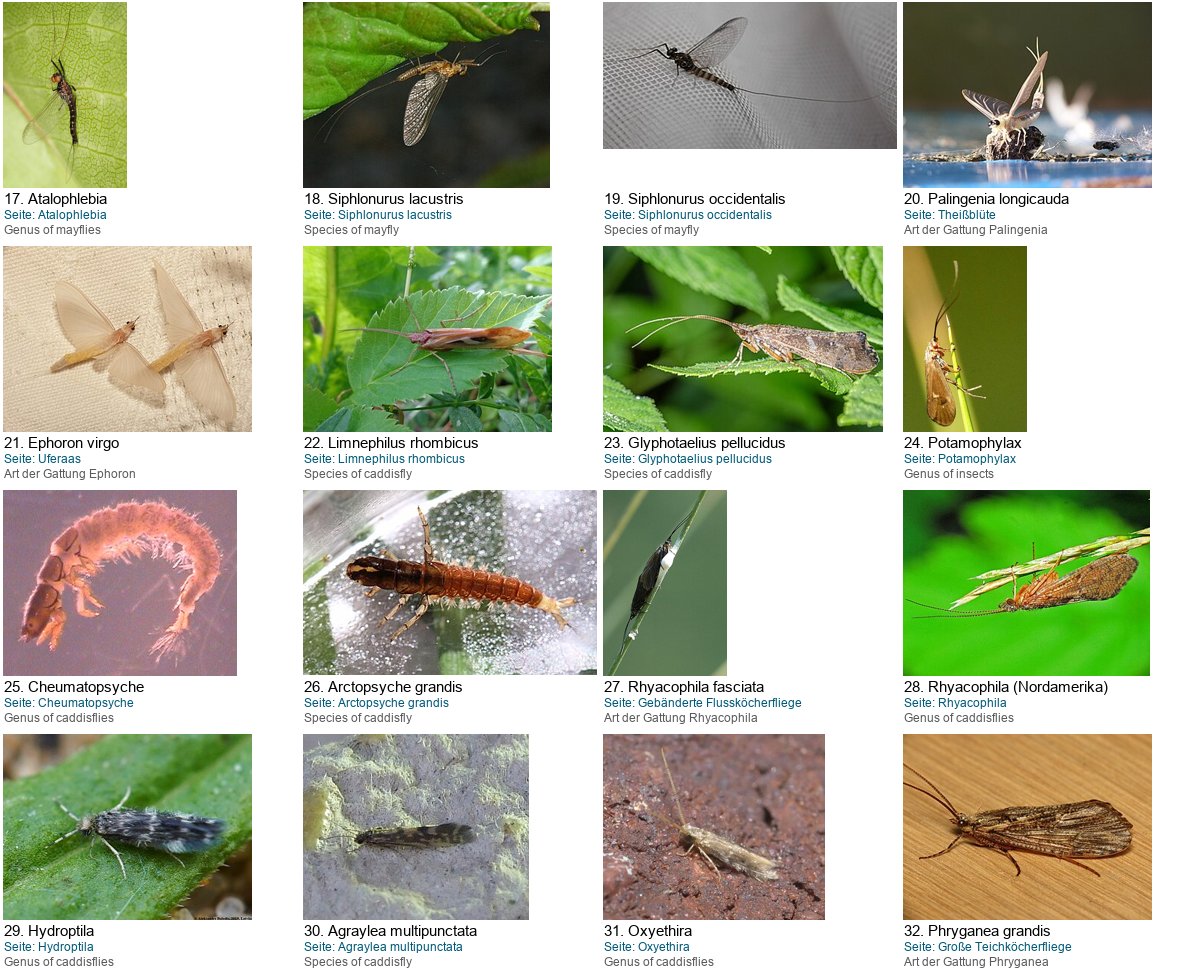 17. Atalophlebia
Seite: Atalophlebia
Genus of mayflies
18. Siphlonurus lacustris
Seite: Siphlonurus lacustris
Species of mayfly
19. Siphlonurus occidentalis
Seite: Siphlonurus occidentalis
Species of mayfly
20. Palingenia longicauda
Seite: Theißblüte
Art der Gattung Palingenia
21. Ephoron virgo
Seite: Uferaas
Art der Gattung Ephoron
22. Limnephilus rhombicus
Seite: Limnephilus rhombicus
Species of caddisfly
23. Glyphotaelius pellucidus
Seite: Glyphotaelius pellucidus
Species of caddisfly
24. Potamophylax
Seite: Potamophylax
Genus of insects
25. Cheumatopsyche
Seite: Cheumatopsyche
Genus of caddisflies
26. Arctopsyche grandis
Seite: Arctopsyche grandis
Species of caddisfly
27. Rhyacophila fasciata
Seite: Gebänderte Flussköcherfliege
Art der Gattung Rhyacophila
28. Rhyacophila (Nordamerika)
Seite: Rhyacophila
Genus of caddisflies
29. Hydroptila
Seite: Hydroptila
Genus of caddisflies
30. Agraylea multipunctata
Seite: Agraylea multipunctata
Species of caddisfly
31. Oxyethira
Seite: Oxyethira
Genus of caddisflies
32. Phryganea grandis
Seite: Große Teichköcherfliege
Art der Gattung Phryganea